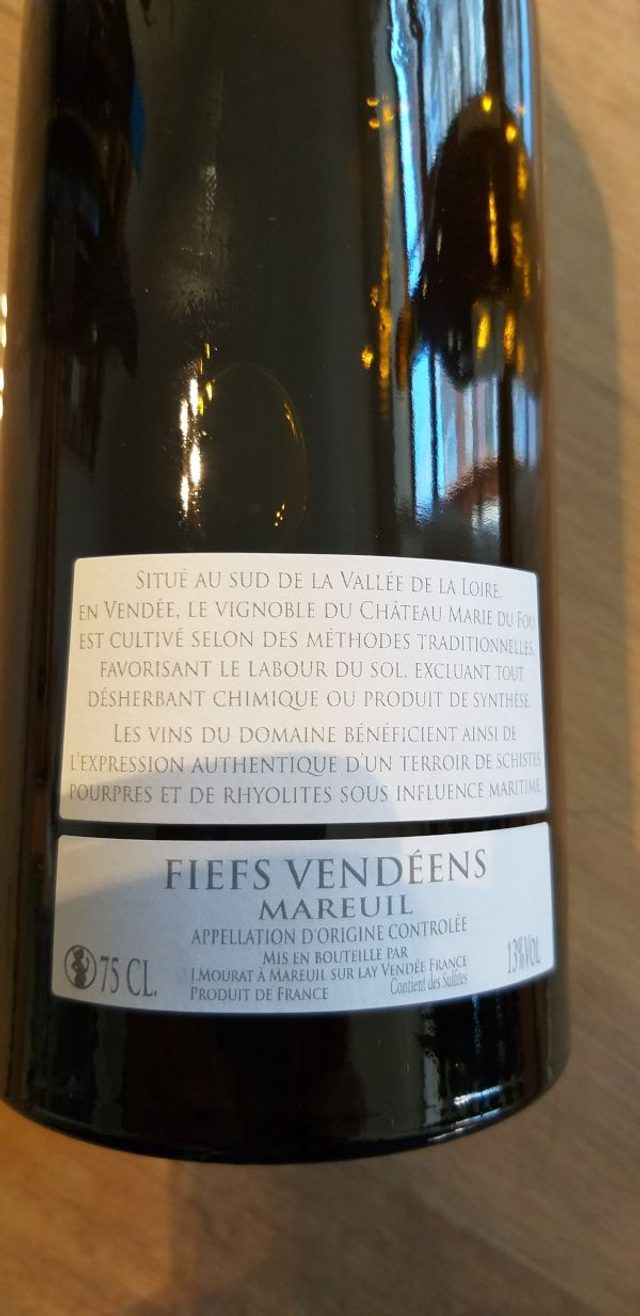 SITUÉ AU SUD DE LA VALLÉE DE LA LOIRE,
EN VENDÉE, LE VIGNOBLE DU CHÂTEAU MARIE DU FOU
EST CULTIVÉ SELON DES MÉTHODES TRADITIONNELLES,
FAVORISANT LE LABOUR DU SOL, EXCLUANT TOUT
DÉSHERBANT CHIMIQUE OU PRODUIT DE SYNTHÈSE.
LES VINS DU DOMAINE BÉNÉFICIENT AINSI DE
L'EXPRESSION AUTHENTIQUE D'UN TERROIR DE SCHISTES
POURPRES ET DE RHYOLITES SOUS INFLUENCE MARITIME.
FIEFS VENDÉENS
MAREUIL
APPELLATION D'ORIGINE CONTROLÉE
MIS EN BOUTEILLE PAR
J.MOURAT À MAREUIL SUR LAY VENDÉE FRANCE
PRODUIT DE FRANCE
Contient des Sulfites
75 CL.
13%VOL